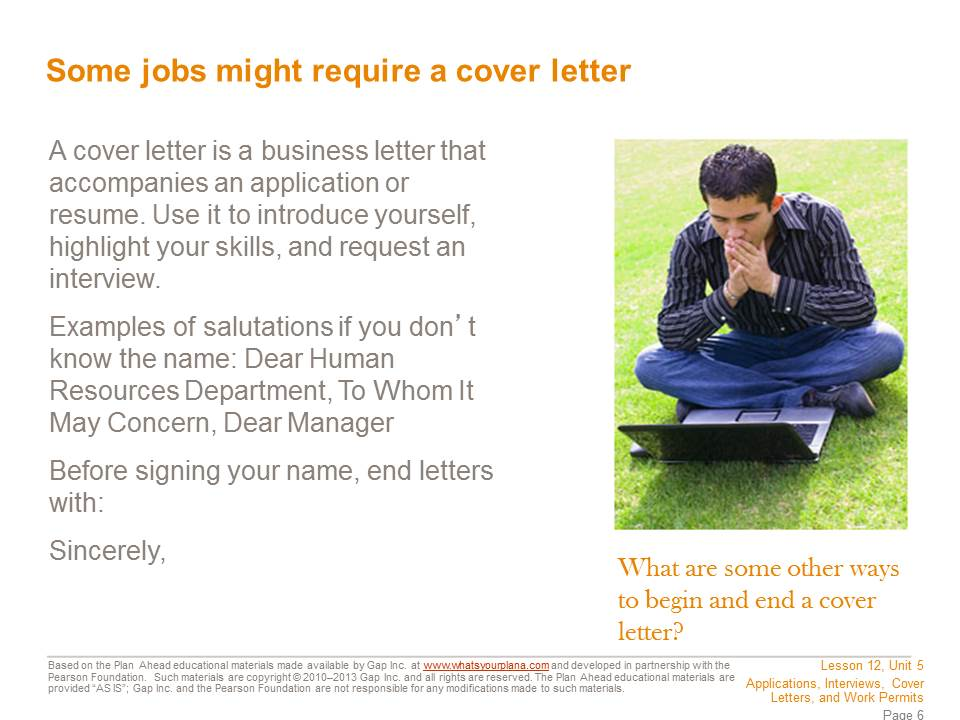 Some jobs might require a cover letter
A cover letter is a business letter that
accompanies an application or
resume. Use it to introduce yourself,
highlight your skills, and request an
interview.
Examples of salutations if you don’ t
know the name: Dear Human
Resources Department, To Whom It
May Concern, Dear Manager
Before signing your name, end letters
with:
Sincerely,
What are some other ways
to begin and end a cover
letter?
Based on the Plan Ahead educational materials made available by Gap Inc. at www.whatsyourplana.com and developed in partnership with the
Pearson Foundation. Such materials are copyright © 2010–2013 Gap Inc. and all rights are reserved. The Plan Ahead educational materials are
provided “AS IS”; Gap Inc. and the Pearson Foundation are not responsible for any modifications made to such materials.
Lesson 12, Unit 5
Applications, Interviews, Cover
Letters, and Work Permits
Page 6